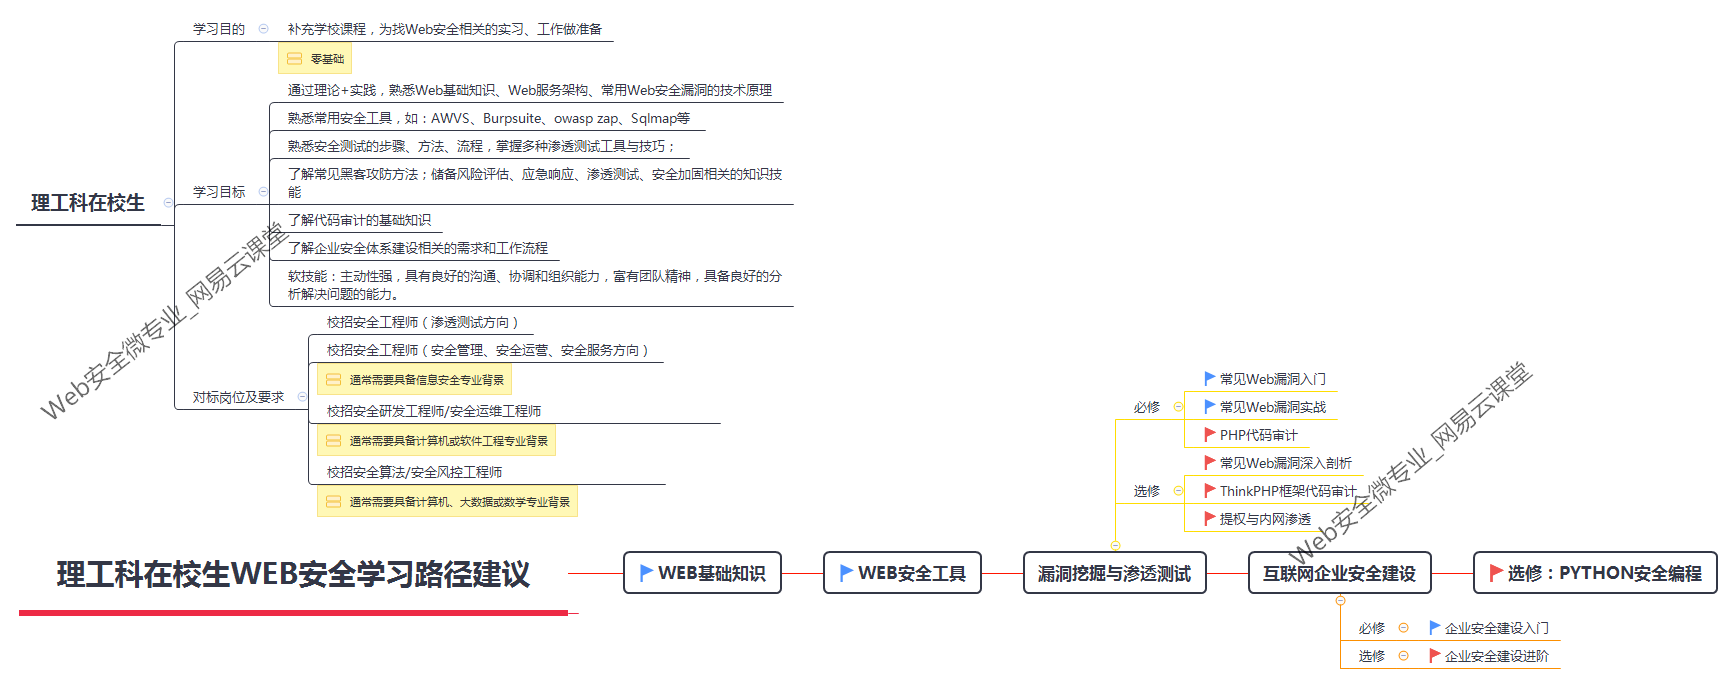 学习目的
补充学校课程，为找Web安全相关的实习、工作做准备
零基础
通过理论+实践，熟悉Web基础知识、Web服务架构、常用Web安全漏洞的技术原理
熟悉常用安全工具，如：AWVS、Burpsuite、owasp zap、Sqlmap等
熟悉安全测试的步骤、方法、流程，掌握多种渗透测试工具与技巧；
理工科在校生
学习目标
了解常见黑客攻防方法；储备风险评估、应急响应、渗透测试、安全加固相关的知识技
能
了解代码审计的基础知识
了解企业安全体系建设相关的需求和工作流程
软技能：主动性强，具有良好的沟通、协调和组织能力，富有团队精神，具备良好的分
析解决问题的能力。
对标岗位及要求
校招安全工程师（渗透测试方向）
校招安全工程师（安全管理、安全运营、安全服务方向）
通常需要具备信息安全专业背景
校招安全研发工程师/安全运维工程师
通常需要具备计算机或软件工程专业背景
校招安全算法/安全风控工程师
通常需要具备计算机、大数据或数学专业背景
Web安全微专业_网易云课堂
必修
常见Web漏洞入门
常见Web漏洞实战
PHP代码审计
选修
常见Web漏洞深入剖析
ThinkPHP框架代码审计
提权与内网渗透
Web安全微专业_网易云课堂
理工科在校生WEB安全学习路径建议
WEB基础知识
WEB安全工具
漏洞挖掘与渗透测试
互联网企业安全建设
选修：PYTHON安全编程
必修
企业安全建设入门
选修
企业安全建设进阶